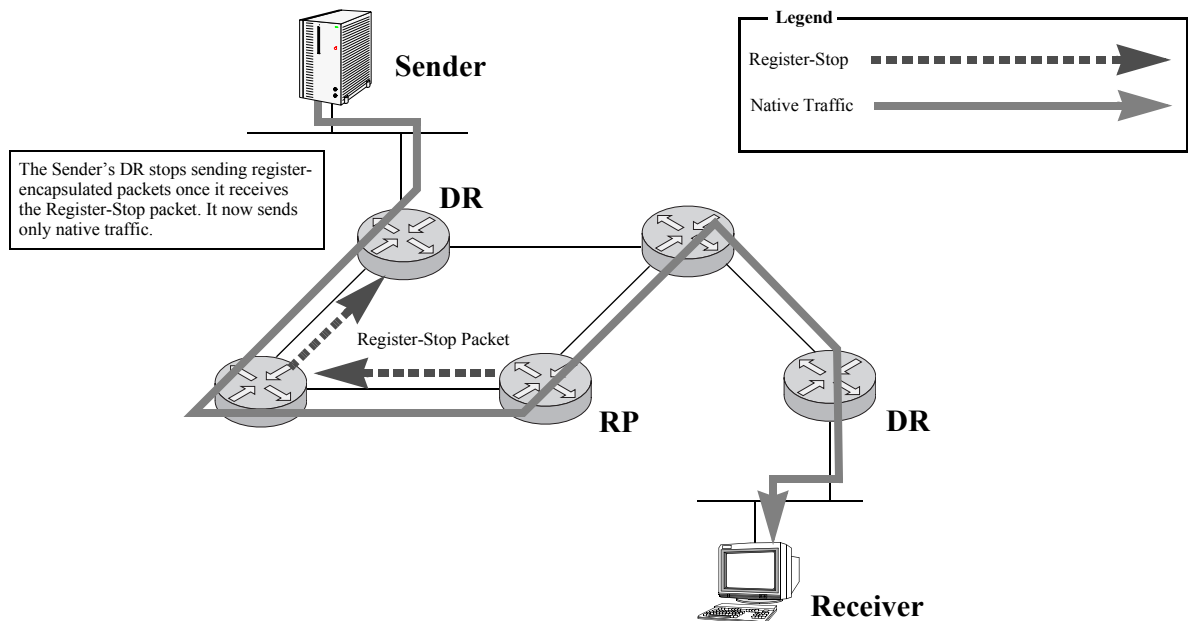 Legend
Register-Stop
Native Traffic
Sender
The Sender’s DR stops sending register-
encapsulated packets once it receives
the Register-Stop packet. It now sends
only native traffic.
DR
Register-Stop Packet
RP
DR
Receiver